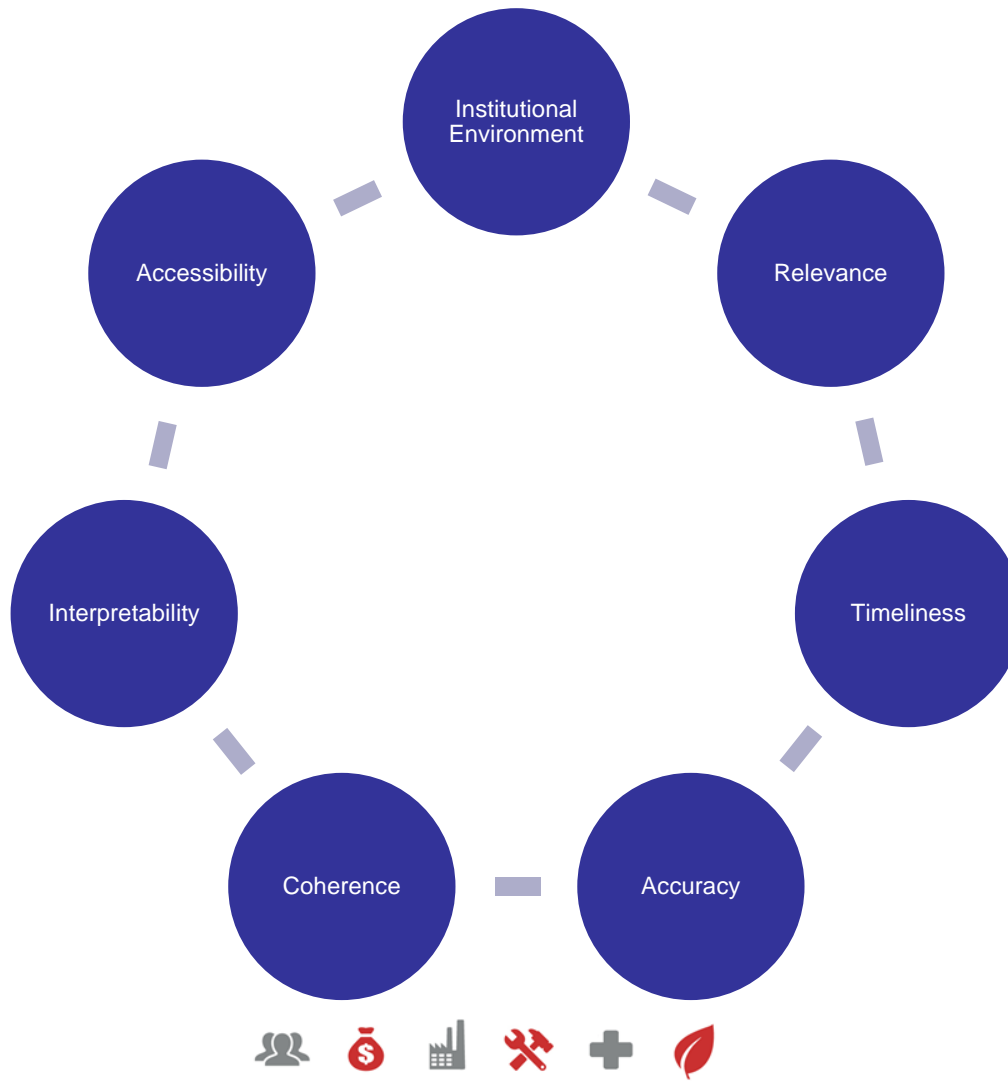 Institutional
Environment
Accessibility
Relevance
Interpretability
Timeliness
Coherence
Accuracy
$